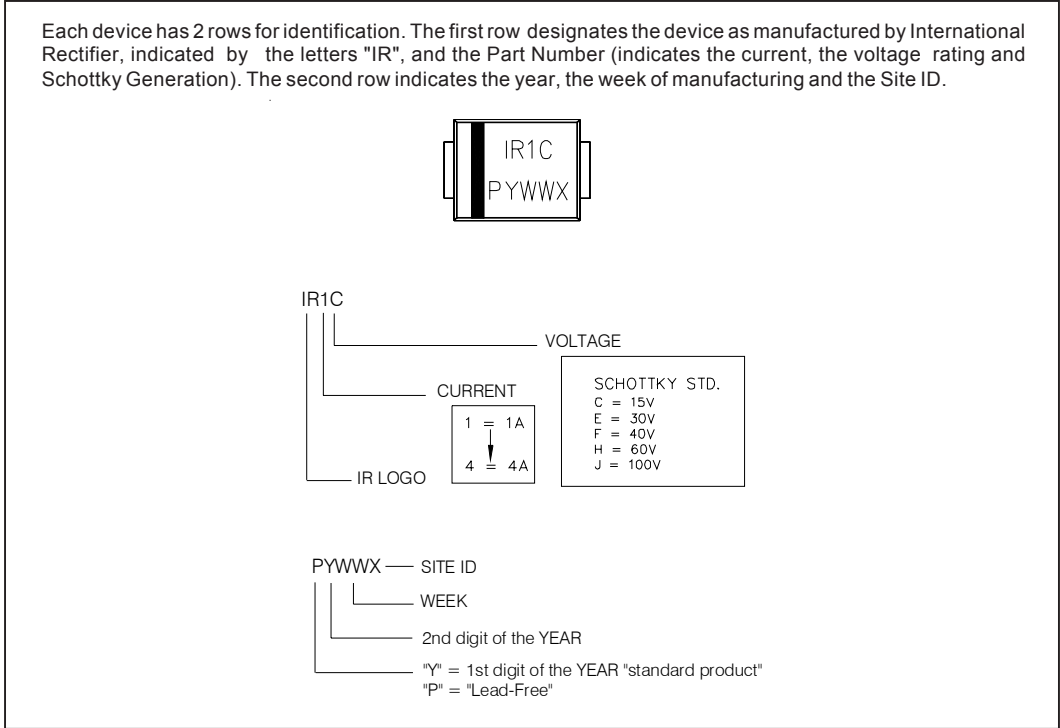 Each device has 2 rows for identification. The first row designates the device as manufactured by International
Rectifier, indicated by the letters "IR", and the Part Number (indicates the current, the voltage rating and
Schottky Generation). The second row indicates the year, the week of manufacturing and the Site ID.
IR1C
PYWWX
IR1C
VOLTAGE
SCHOTTKY STD.
C = 15V
E = 30V
F = 40V
H = 60V
J = 100V
CURRENT
1 = 1A
4 = 4A
IR LOGO
PYWWX
SITE ID
WEEK
2nd digit of the YEAR
"Y" = 1st digit of the YEAR "standard product"
"P" = "Lead-Free"